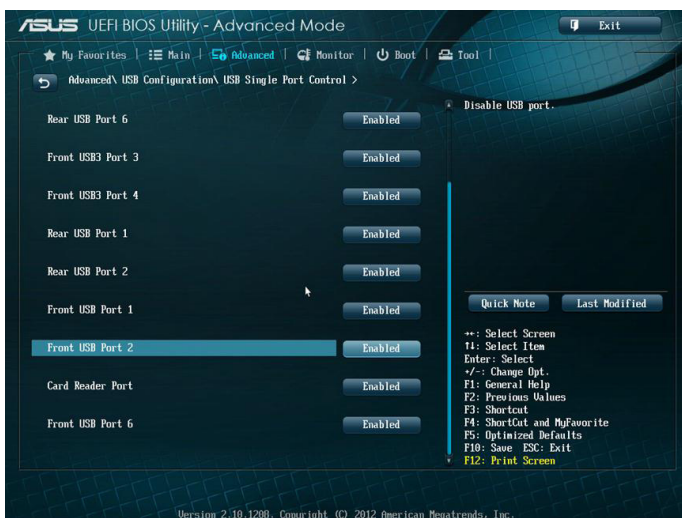 ASUS UEFI BIOS Utility - Advanced Mode
Exit
My Favorites | Main | Advanced | Monitor | Boot | Tool |
Advanced\ USB Configuration\ USB Single Port Control >
Disable USB port.
Rear USB Port 6 Enabled
Front USB3 Port 3 Enabled
Front USB3 Port 4 Enabled
Rear USB Port 1 Enabled
Rear USB Port 2 Enabled
Front USB Port 1 Enabled
Front USB Port 2 Enabled
Card Reader Port Enabled
Front USB Port 6 Enabled
Quick Note Last Modified
→←: Select Screen
↑↓: Select Item
Enter: Select
+/-: Change Opt.
F1: General Help
F2: Previous Values
F3: Shortcut
F4: ShortCut and MyFavorite
F5: Optimized Defaults
F10: Save ESC: Exit
F12: Print Screen
Version 2.10.1208. Copyright (C) 2012 American Megatrends, Inc.